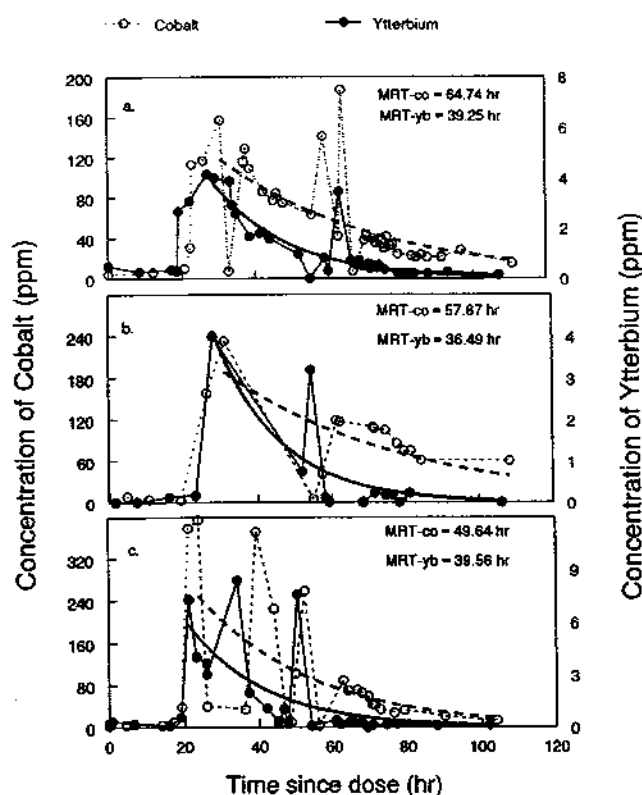 Cobalt Ytterbium
Concentration of Cobalt (ppm)
Concentration of Ytterbium (ppm)
a.
MRT-co = 64.74 hr
MRT-yb = 39.25 hr
200
160
120
80
40
0
8
6
4
2
0
b.
MRT-co = 57.67 hr
MRT-yb = 36.49 hr
240
180
120
60
0
4
3
2
1
0
c.
MRT-co = 49.64 hr
MRT-yb = 39.56 hr
320
240
160
80
0
9
6
3
0
0 20 40 60 80 100 120
Time since dose (hr)